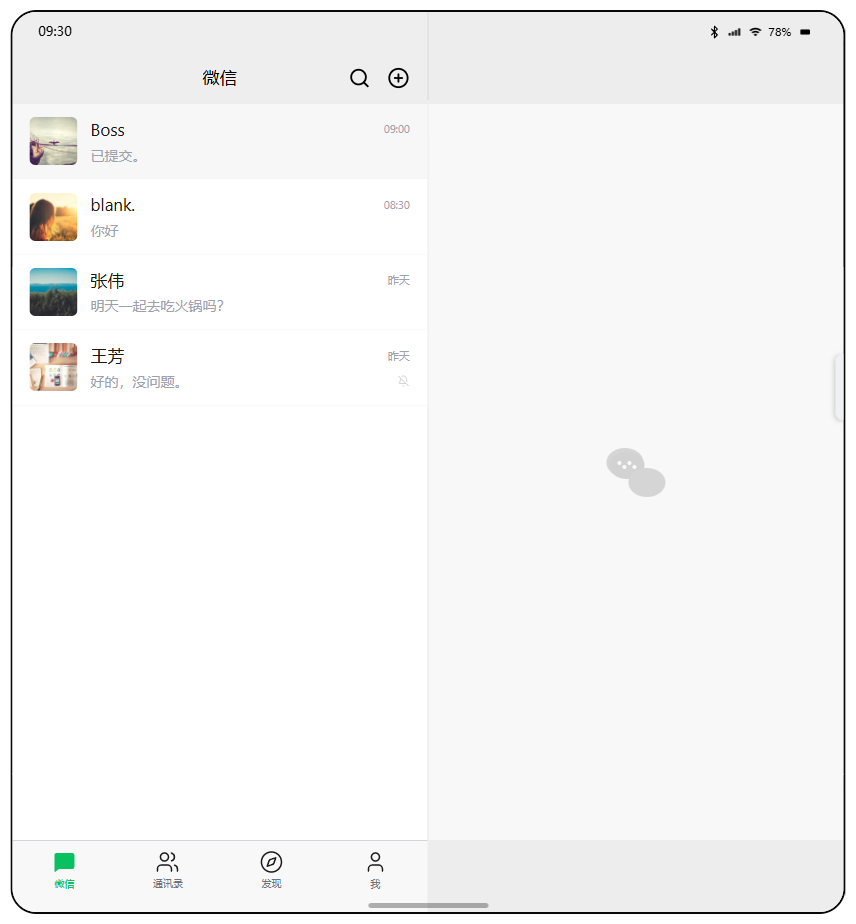 09:30
78%
微信
Boss
09:00
已提交。
blank.
08:30
你好
张伟
昨天
明天一起去吃火锅吗?
王芳
昨天
好的，没问题。
微信
通讯录
发现
我